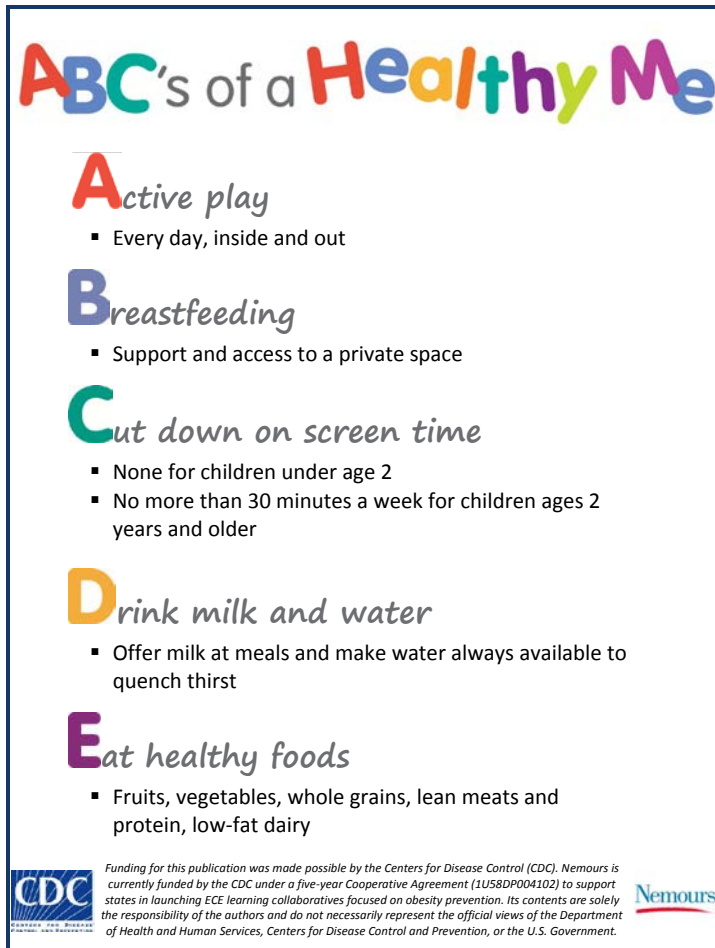 ABC's of a Healthy Me
Active play
▪ Every day, inside and out
Breastfeeding
▪ Support and access to a private space
Cut down on screen time
▪ None for children under age 2
▪ No more than 30 minutes a week for children ages 2
years and older
Drink milk and water
▪ Offer milk at meals and make water always available to
quench thirst
Eat healthy foods
▪ Fruits, vegetables, whole grains, lean meats and
protein, low-fat dairy
Funding for this publication was made possible by the Centers for Disease Control (CDC). Nemours is
currently funded by the CDC under a five-year Cooperative Agreement (1U58DP004102) to support
states in launching ECE learning collaboratives focused on obesity prevention. Its contents are solely
the responsibility of the authors and do not necessarily represent the official views of the Department
of Health and Human Services, Centers for Disease Control and Prevention, or the U.S. Government.
CDC
CENTERS FOR DISEASE
CONTROL AND PREVENTION
Nemours